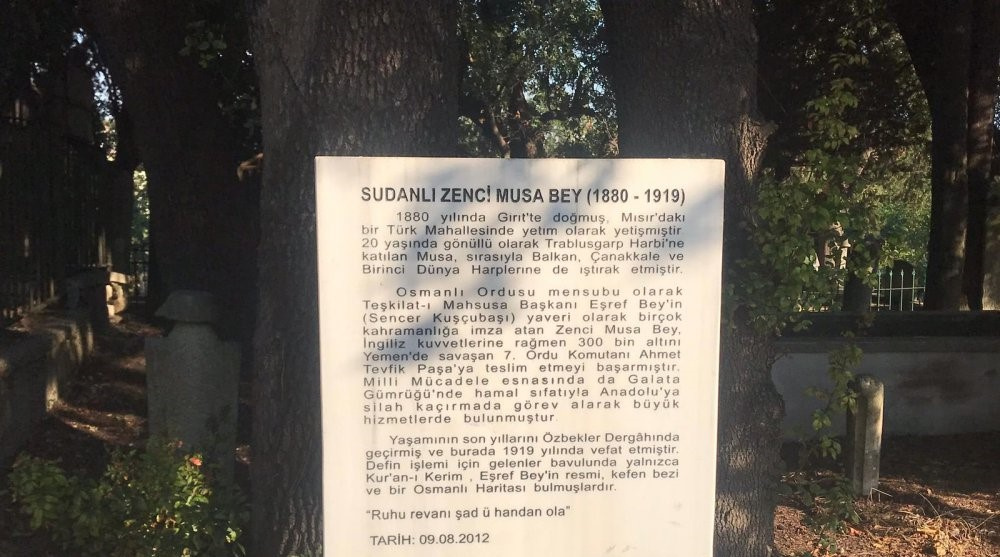 SUDANLI ZENCİ MUSA BEY (1880 - 1919)
1880 yılında Girit'te doğmuş, Mısır'daki
bir Türk Mahallesinde yetim olarak yetişmiştir.
20 yaşında gönüllü olarak Trablusgarp Harbi'ne
katılan Musa, sırasıyla Balkan, Çanakkale ve
Birinci Dünya Harplerine de iştirak etmiştir.
Osmanlı Ordusu mensubu olarak
Teşkilat-ı Mahsusa Başkanı Eşref Bey'in
(Sencer Kuşçubaşı) yaveri olarak birçok
kahramanlığa imza atan Zenci Musa Bey,
İngiliz kuvvetlerine rağmen 300 bin altını
Yemen'de savaşan 7. Ordu Komutanı Ahmet
Tevfik Paşa'ya teslim etmeyi başarmıştır.
Milli Mücadele esnasında da Galata
Gümrüğü'nde hamal sıfatıyla Anadolu'ya
silah kaçırmada görev alarak büyük
hizmetlerde bulunmuştur.
Yaşamının son yıllarını Özbekler Dergâhında
geçirmiş ve burada 1919 yılında vefat etmiştir.
Defin işlemi için gelenler bavulunda yalnızca
Kur'an-ı Kerim , Eşref Bey'in resmi, kefen bezi
ve bir Osmanlı Haritası bulmuşlardır.
"Ruhu revanı şad ü handan ola"
TARİH: 09.08.2012